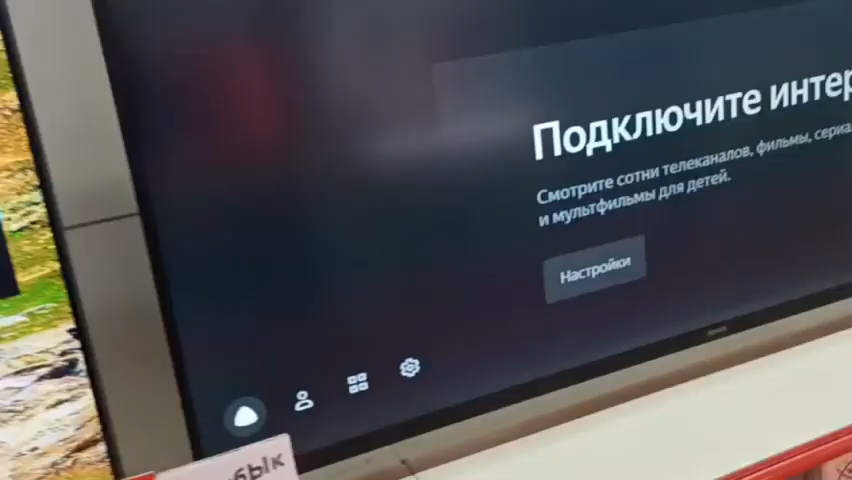 Подключите интер
Смотрите сотни телеканалов, фильмы, сериа
и мультфильмы для детей.
Настройки